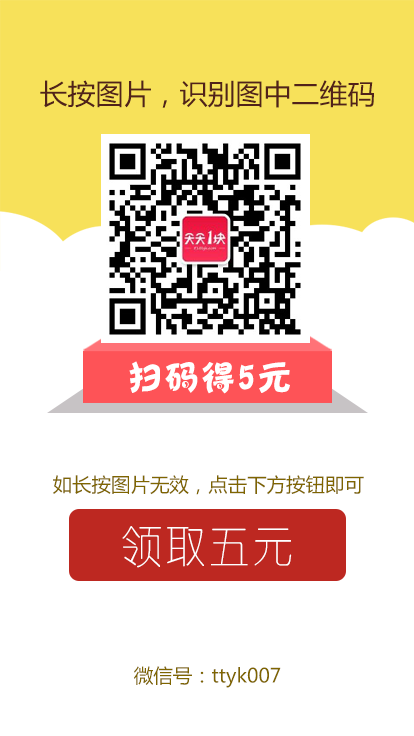 长按图片，识别图中二维码
天天1块
扫码得5元
如长按图片无效，点击下方按钮即可
领取五元
微信号：ttyk007